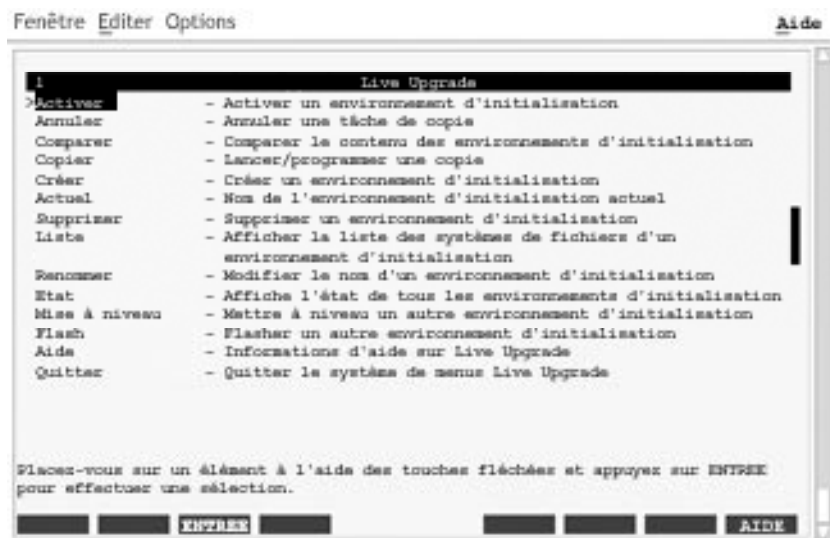 Fenêtre Editer Options Aide
1 Live Upgrade
>Activer - Activer un environnement d'initialisation
Annuler - Annuler une tâche de copie
Comparer - Comparer le contenu des environnements d'initialisation
Copier - Lancer/programmer une copie
Créer - Créer un environnement d'initialisation
Actuel - Nom de l'environnement d'initialisation actuel
Supprimer - Supprimer un environnement d'initialisation
Liste - Afficher la liste des systèmes de fichiers d'un
environnement d'initialisation
Renommer - Modifier le nom d'un environnement d'initialisation
Etat - Affiche l'état de tous les environnements d'initialisation
Mise à niveau - Mettre à niveau un autre environnement d'initialisation
Flash - Flasher un autre environnement d'initialisation
Aide - Informations d'aide sur Live Upgrade
Quitter - Quitter le système de menus Live Upgrade
Placez-vous sur un élément à l'aide des touches fléchées et appuyez sur ENTREE
pour effectuer une sélection.
ENTREE AIDE